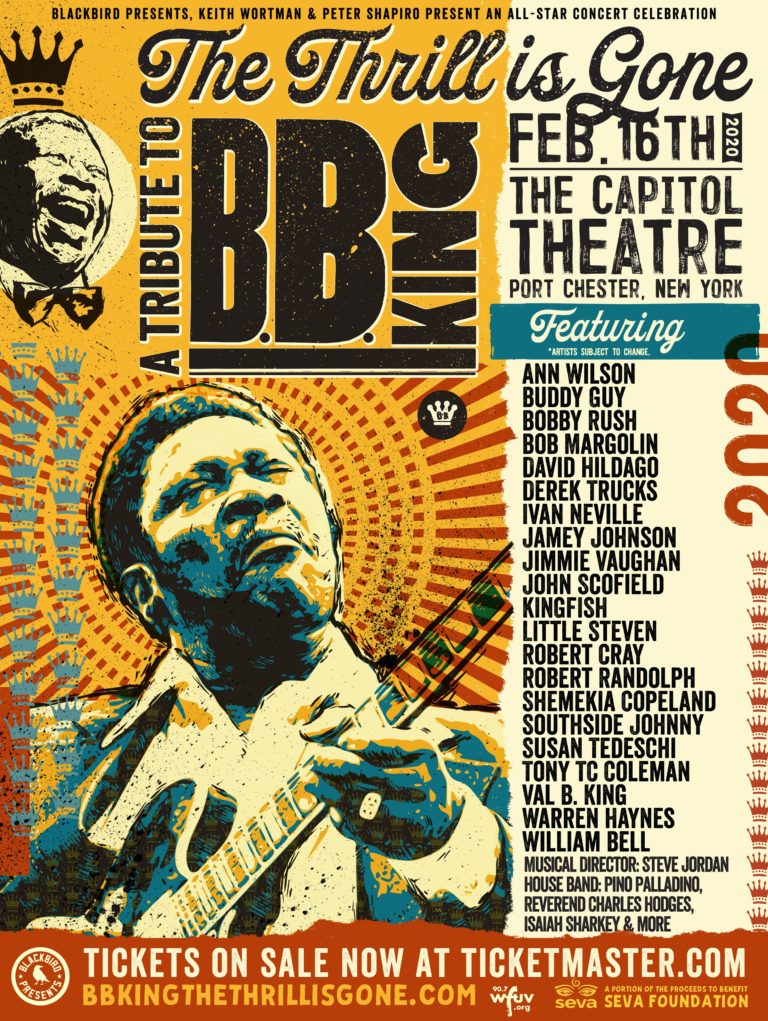 BLACKBIRD PRESENTS, KEITH WORTMAN & PETER SHAPIRO PRESENT AN ALL-STAR CONCERT CELEBRATION
The Thrill is Gone
A TRIBUTE TO
B.B.
KING
FEB. 16TH 2020
THE CAPITOL
THEATRE
PORT CHESTER, NEW YORK
Featuring
*ARTISTS SUBJECT TO CHANGE.
ANN WILSON
BUDDY GUY
BOBBY RUSH
BOB MARGOLIN
DAVID HILDAGO
DEREK TRUCKS
IVAN NEVILLE
JAMEY JOHNSON
JIMMIE VAUGHAN
JOHN SCOFIELD
KINGFISH
LITTLE STEVEN
ROBERT CRAY
ROBERT RANDOLPH
SHEMEKIA COPELAND
SOUTHSIDE JOHNNY
SUSAN TEDESCHI
TONY TC COLEMAN
VAL B. KING
WARREN HAYNES
WILLIAM BELL
MUSICAL DIRECTOR: STEVE JORDAN
HOUSE BAND: PINO PALLADINO,
REVEREND CHARLES HODGES,
ISAIAH SHARKEY & MORE
2020
BLACKBIRD
PRESENTS
TICKETS ON SALE NOW AT TICKETMASTER.COM
BBKINGTHETHRILLISGONE.COM
90.7
wfuv
.org
seva
A PORTION OF THE PROCEEDS TO BENEFIT
SEVA FOUNDATION